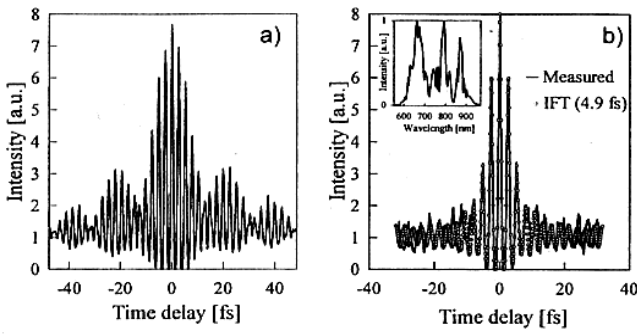 a)
8
7
6
5
4
3
2
1
0
Intensity [a.u.]
-40 -20 0 20 40
Time delay [fs]
b)
8
7
6
5
4
3
2
1
0
Intensity [a.u.]
1
0
Intensity [a.u.]
600 700 800 900
Wavelength [nm]
Measured
IFT (4.9 fs)
-40 -20 0 20 40
Time delay [fs]